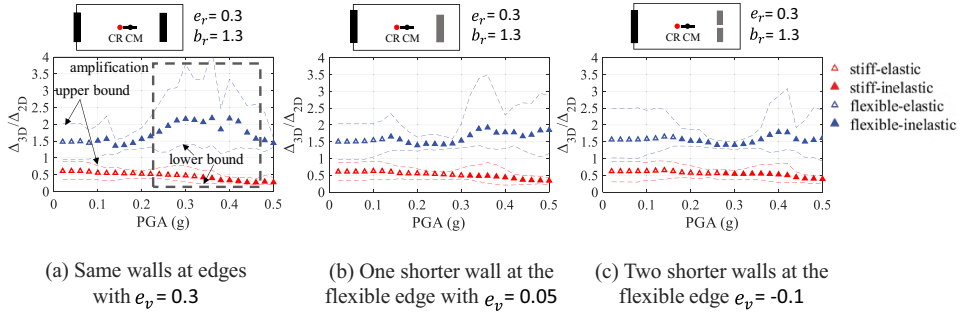 CR CM
e_r = 0.3
b_r = 1.3
CR CM
e_r = 0.3
b_r = 1.3
CR CM
e_r = 0.3
b_r = 1.3
Δ3D/Δ2D
4
3.5
3
2.5
2
1.5
1
0.5
0
amplification
upper bound
lower bound
0 0.1 0.2 0.3 0.4 0.5
PGA (g)
Δ3D/Δ2D
4
3.5
3
2.5
2
1.5
1
0.5
0
0 0.1 0.2 0.3 0.4 0.5
PGA (g)
Δ3D/Δ2D
4
3.5
3
2.5
2
1.5
1
0.5
0
0 0.1 0.2 0.3 0.4 0.5
PGA (g)
stiff-elastic
stiff-inelastic
flexible-elastic
flexible-inelastic
(a) Same walls at edges
with e_v = 0.3
(b) One shorter wall at the
flexible edge with e_v = 0.05
(c) Two shorter walls at the
flexible edge e_v = -0.1